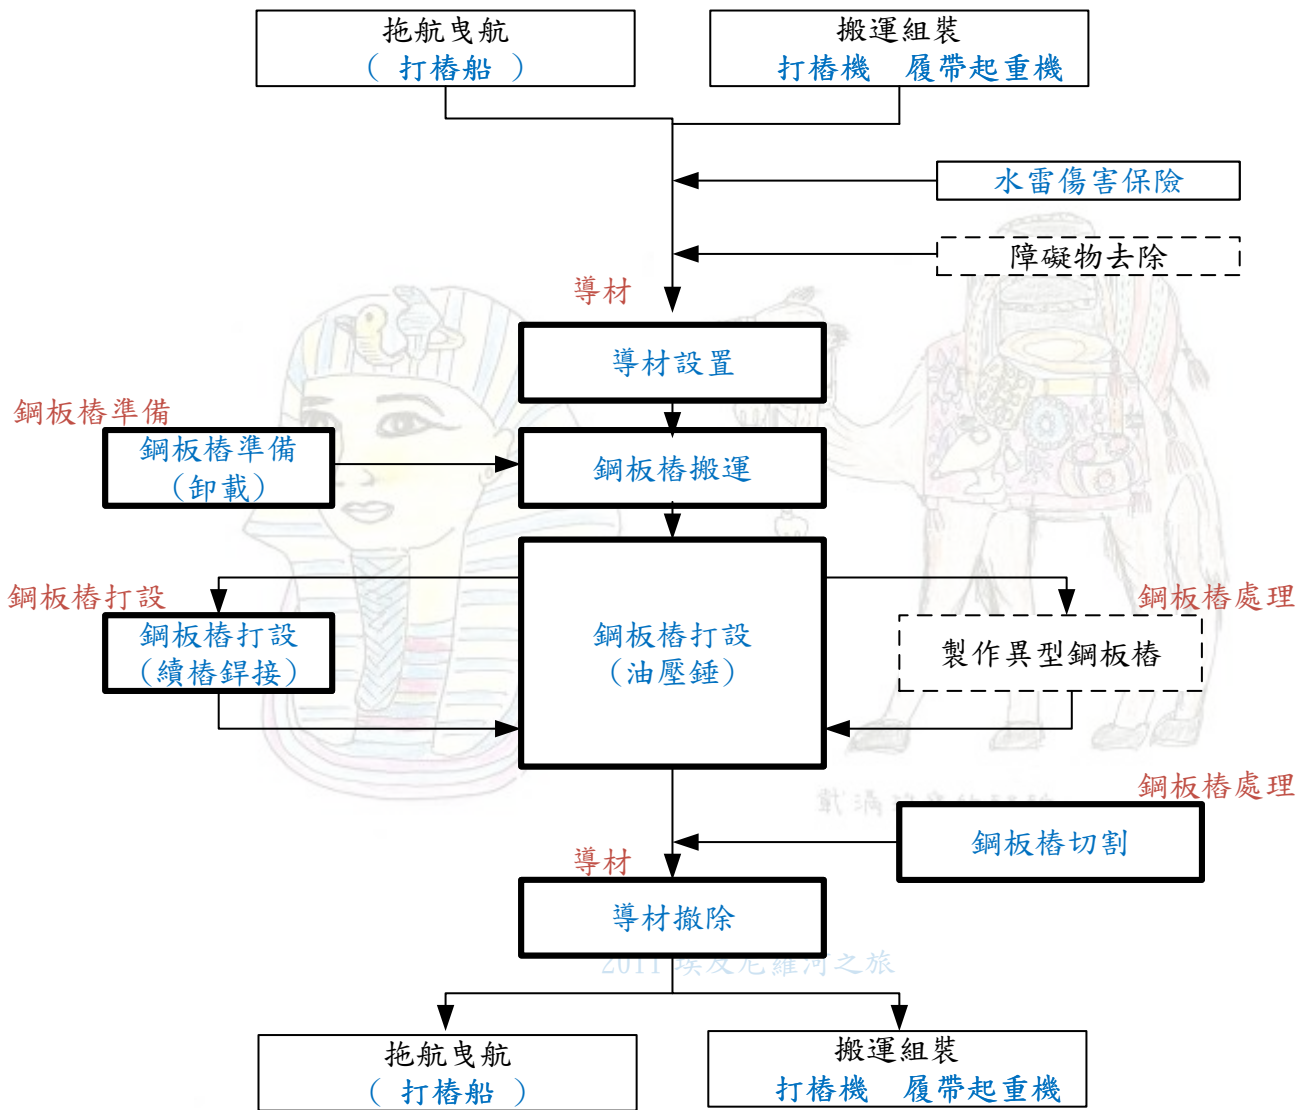 拖航曳航
（ 打樁船 ）
搬運組裝
打樁機 履帶起重機
水雷傷害保險
障礙物去除
導材
導材設置
鋼板樁準備
鋼板樁準備
（卸載）
鋼板樁搬運
鋼板樁打設
鋼板樁打設
（續樁銲接）
鋼板樁打設
（油壓錘）
鋼板樁處理
製作異型鋼板樁
鋼板樁處理
鋼板樁切割
導材
導材撤除
2011 埃及尼羅河之旅
拖航曳航
（ 打樁船 ）
搬運組裝
打樁機 履帶起重機